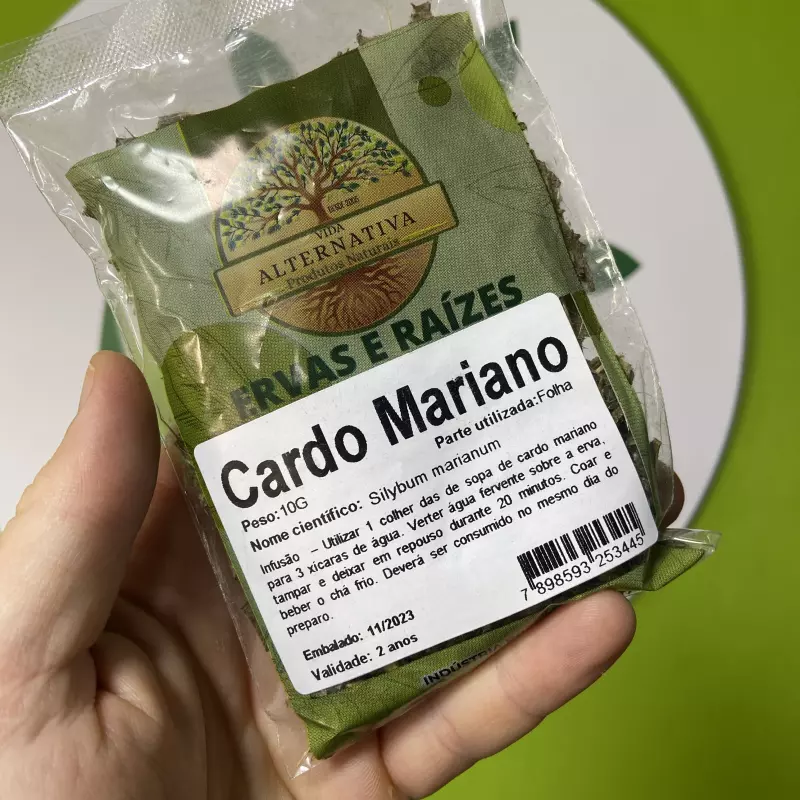 VIDA
ALTERNATIVA
Produtos Naturais
ERVAS E RAÍZES
Cardo Mariano
Parte utilizada:Folha
Peso:10G
Nome científico: Silybum marianum
Infusão – Utilizar 1 colher das de sopa de cardo mariano
para 3 xícaras de água. Verter água fervente sobre a erva,
tampar e deixar em repouso durante 20 minutos. Coar e
beber o chá frio. Deverá ser consumido no mesmo dia do
preparo.
7 898593 253445
Embalado: 11/2023
Validade: 2 anos